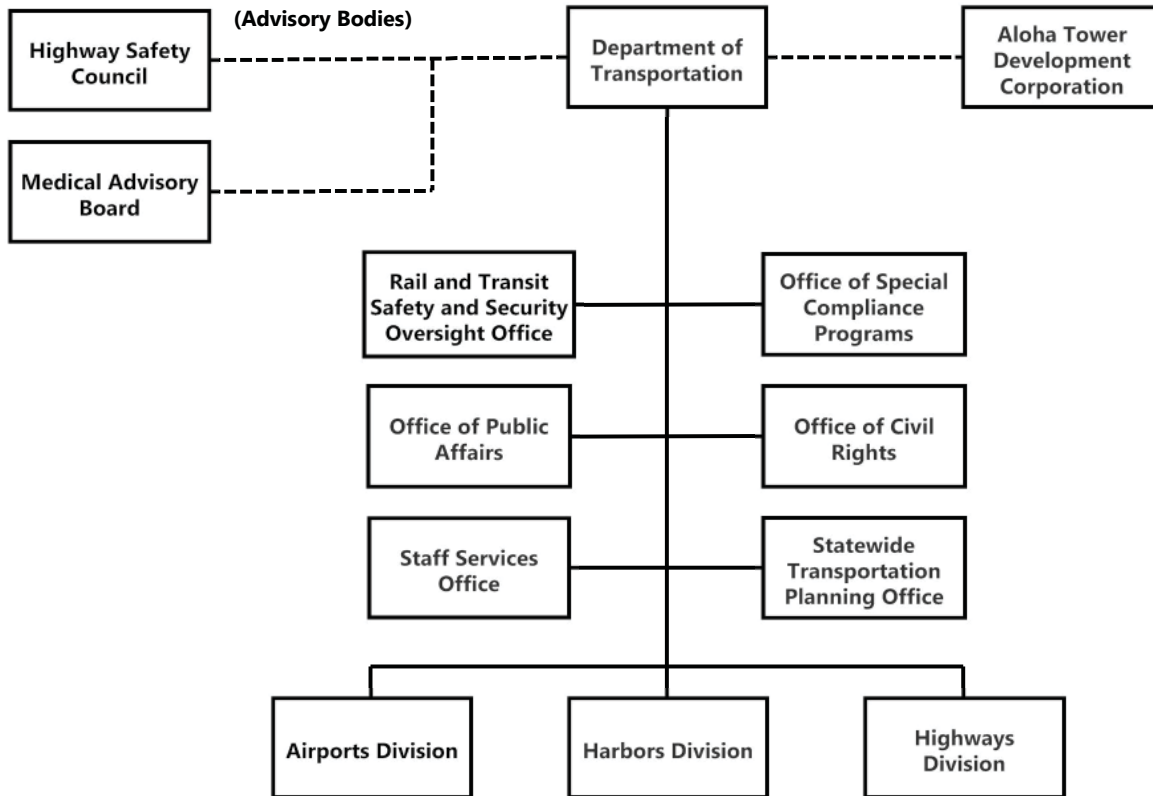 (Advisory Bodies)
Highway Safety
Council
Department of
Transportation
Aloha Tower
Development
Corporation
Medical Advisory
Board
Rail and Transit
Safety and Security
Oversight Office
Office of Special
Compliance
Programs
Office of Public
Affairs
Office of Civil
Rights
Staff Services
Office
Statewide
Transportation
Planning Office
Airports Division
Harbors Division
Highways
Division